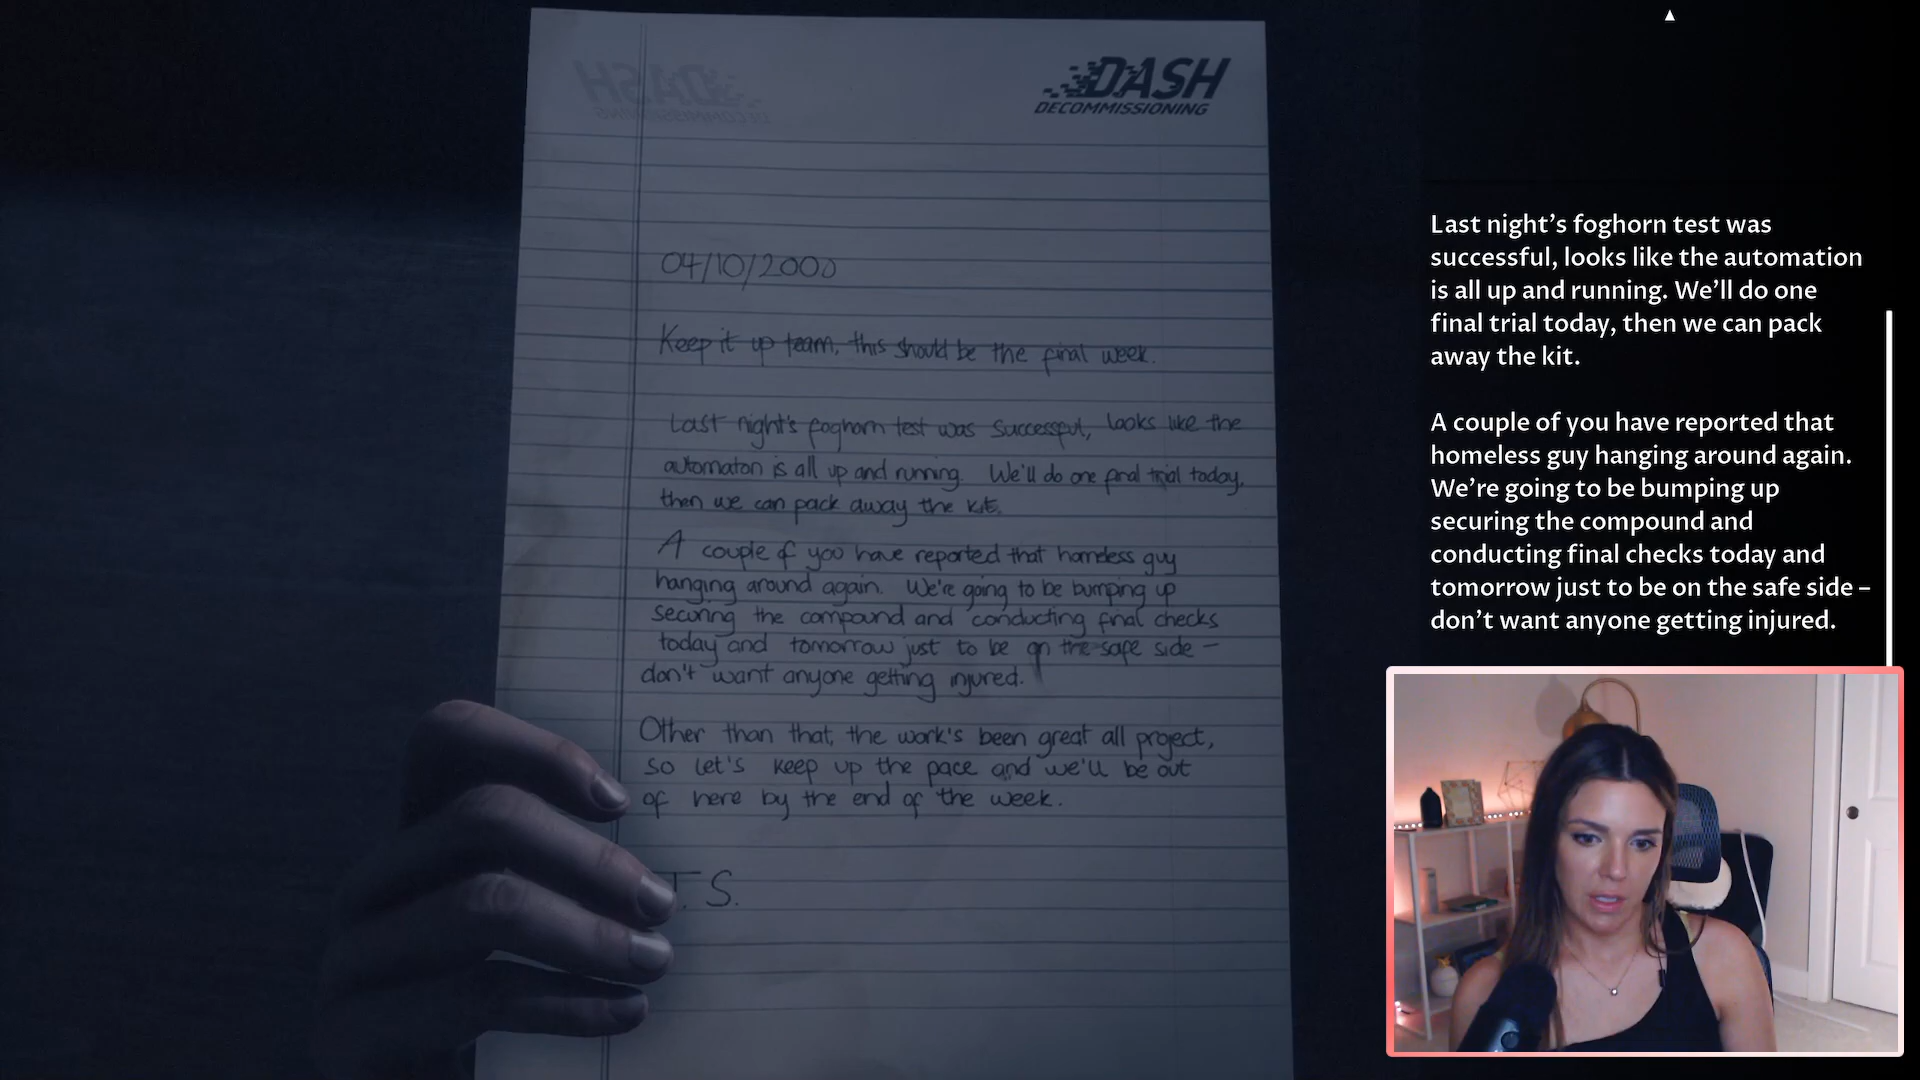 DASH
DECOMMISSIONING
04/10/2000
Keep it up team, this should be the final week.
Last night's foghorn test was successful, looks like the
automation is all up and running. We'll do one final trial today,
then we can pack away the kit.
A couple of you have reported that homeless guy
hanging around again. We're going to be bumping up
securing the compound and conducting final checks
today and tomorrow just to be on the safe side –
don't want anyone getting injured.
Other than that, the work's been great all project,
so let's keep up the pace and we'll be out
of here by the end of the week.
T.S.
Last night's foghorn test was
successful, looks like the automation
is all up and running. We'll do one
final trial today, then we can pack
away the kit.
A couple of you have reported that
homeless guy hanging around again.
We're going to be bumping up
securing the compound and
conducting final checks today and
tomorrow just to be on the safe side –
don't want anyone getting injured.